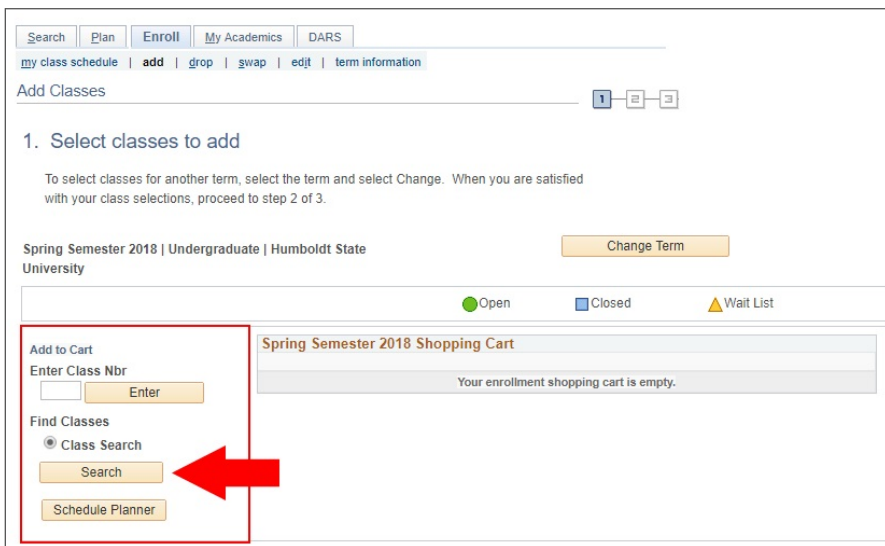 Search Plan Enroll My Academics DARS
my class schedule | add | drop | swap | edit | term information
Add Classes
1 2 3
1. Select classes to add
To select classes for another term, select the term and select Change. When you are satisfied
with your class selections, proceed to step 2 of 3.
Spring Semester 2018 | Undergraduate | Humboldt State
University
Change Term
Open Closed Wait List
Add to Cart
Enter Class Nbr
Enter
Find Classes
Class Search
Search
Schedule Planner
Spring Semester 2018 Shopping Cart
Your enrollment shopping cart is empty.